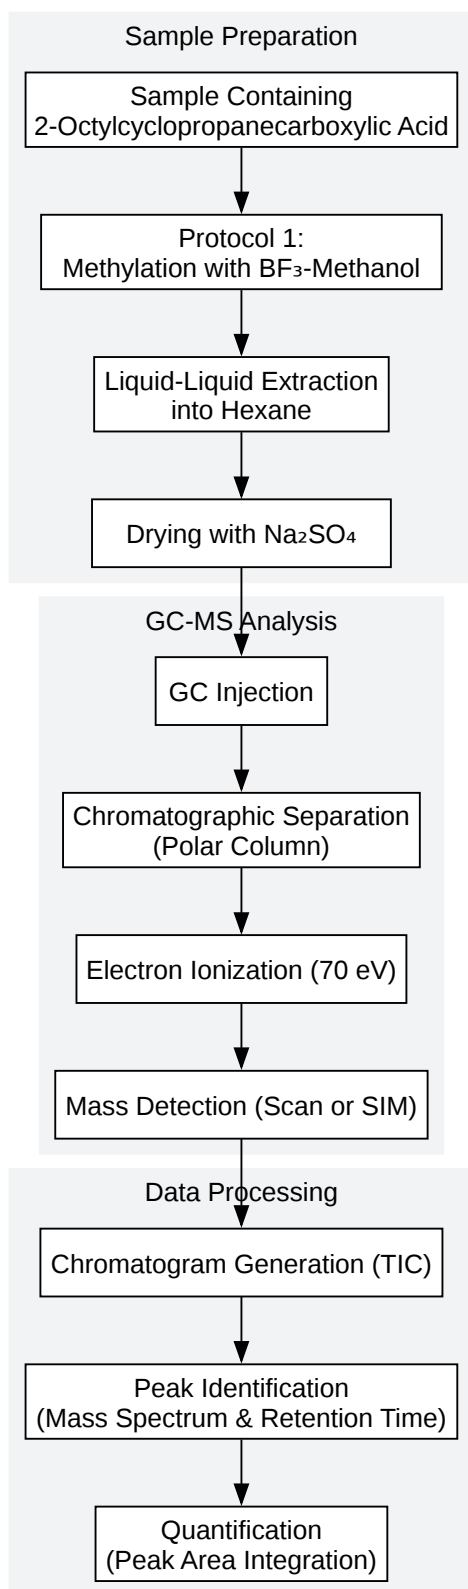 Sample Preparation
Sample Containing
2-Octylcyclopropanecarboxylic Acid
Protocol 1:
Methylation with BF₃-Methanol
Liquid-Liquid Extraction
into Hexane
Drying with Na₂SO₄
GC-MS Analysis
GC Injection
Chromatographic Separation
(Polar Column)
Electron Ionization (70 eV)
Mass Detection (Scan or SIM)
Data Processing
Chromatogram Generation (TIC)
Peak Identification
(Mass Spectrum & Retention Time)
Quantification
(Peak Area Integration)